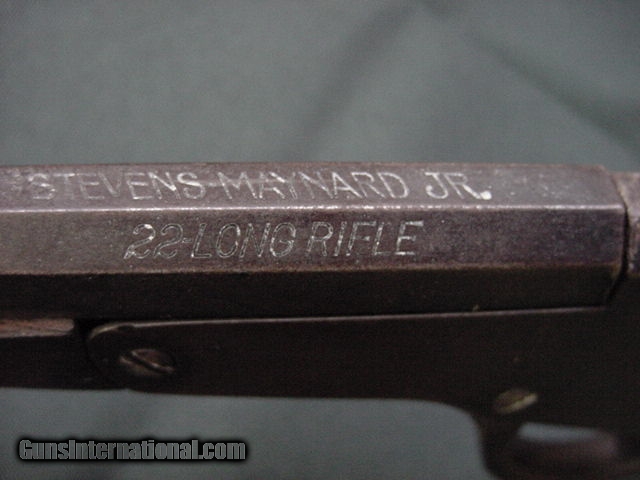 STEVENS-MAYNARD JR.
22-LONG RIFLE
GunsInternational.com